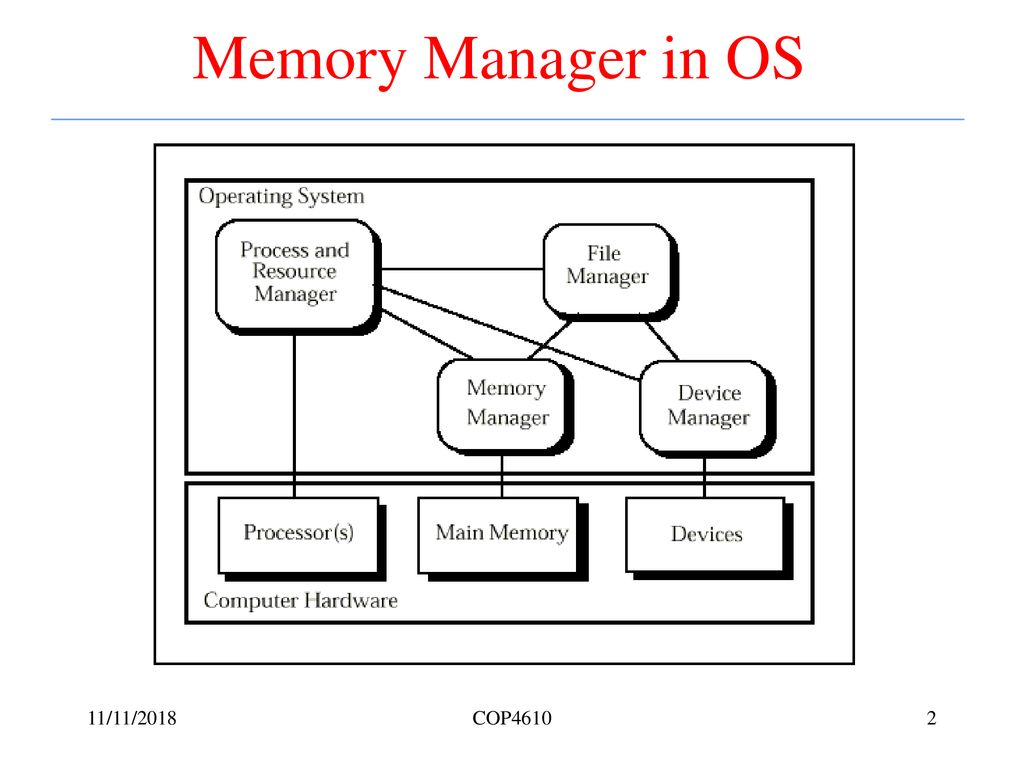 Memory Manager in OS
Operating System
Process and
Resource
Manager
File
Manager
Memory
Manager
Device
Manager
Processor(s)
Main Memory
Devices
Computer Hardware
11/11/2018
COP4610
2